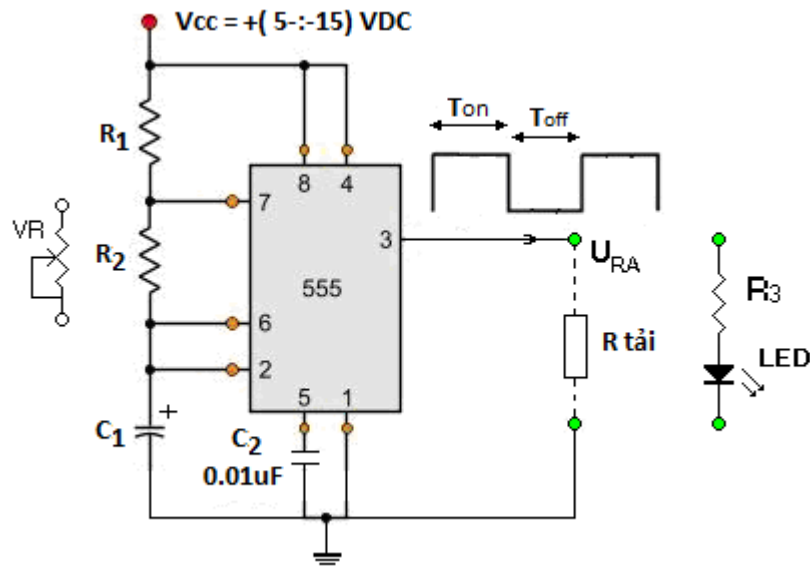 Vcc = +( 5-:-15) VDC
Ton
Toff
R1
8
4
7
VR
3
URA
R2
555
R3
6
R tải
LED
2
5
1
+
C1
C2
0.01uF